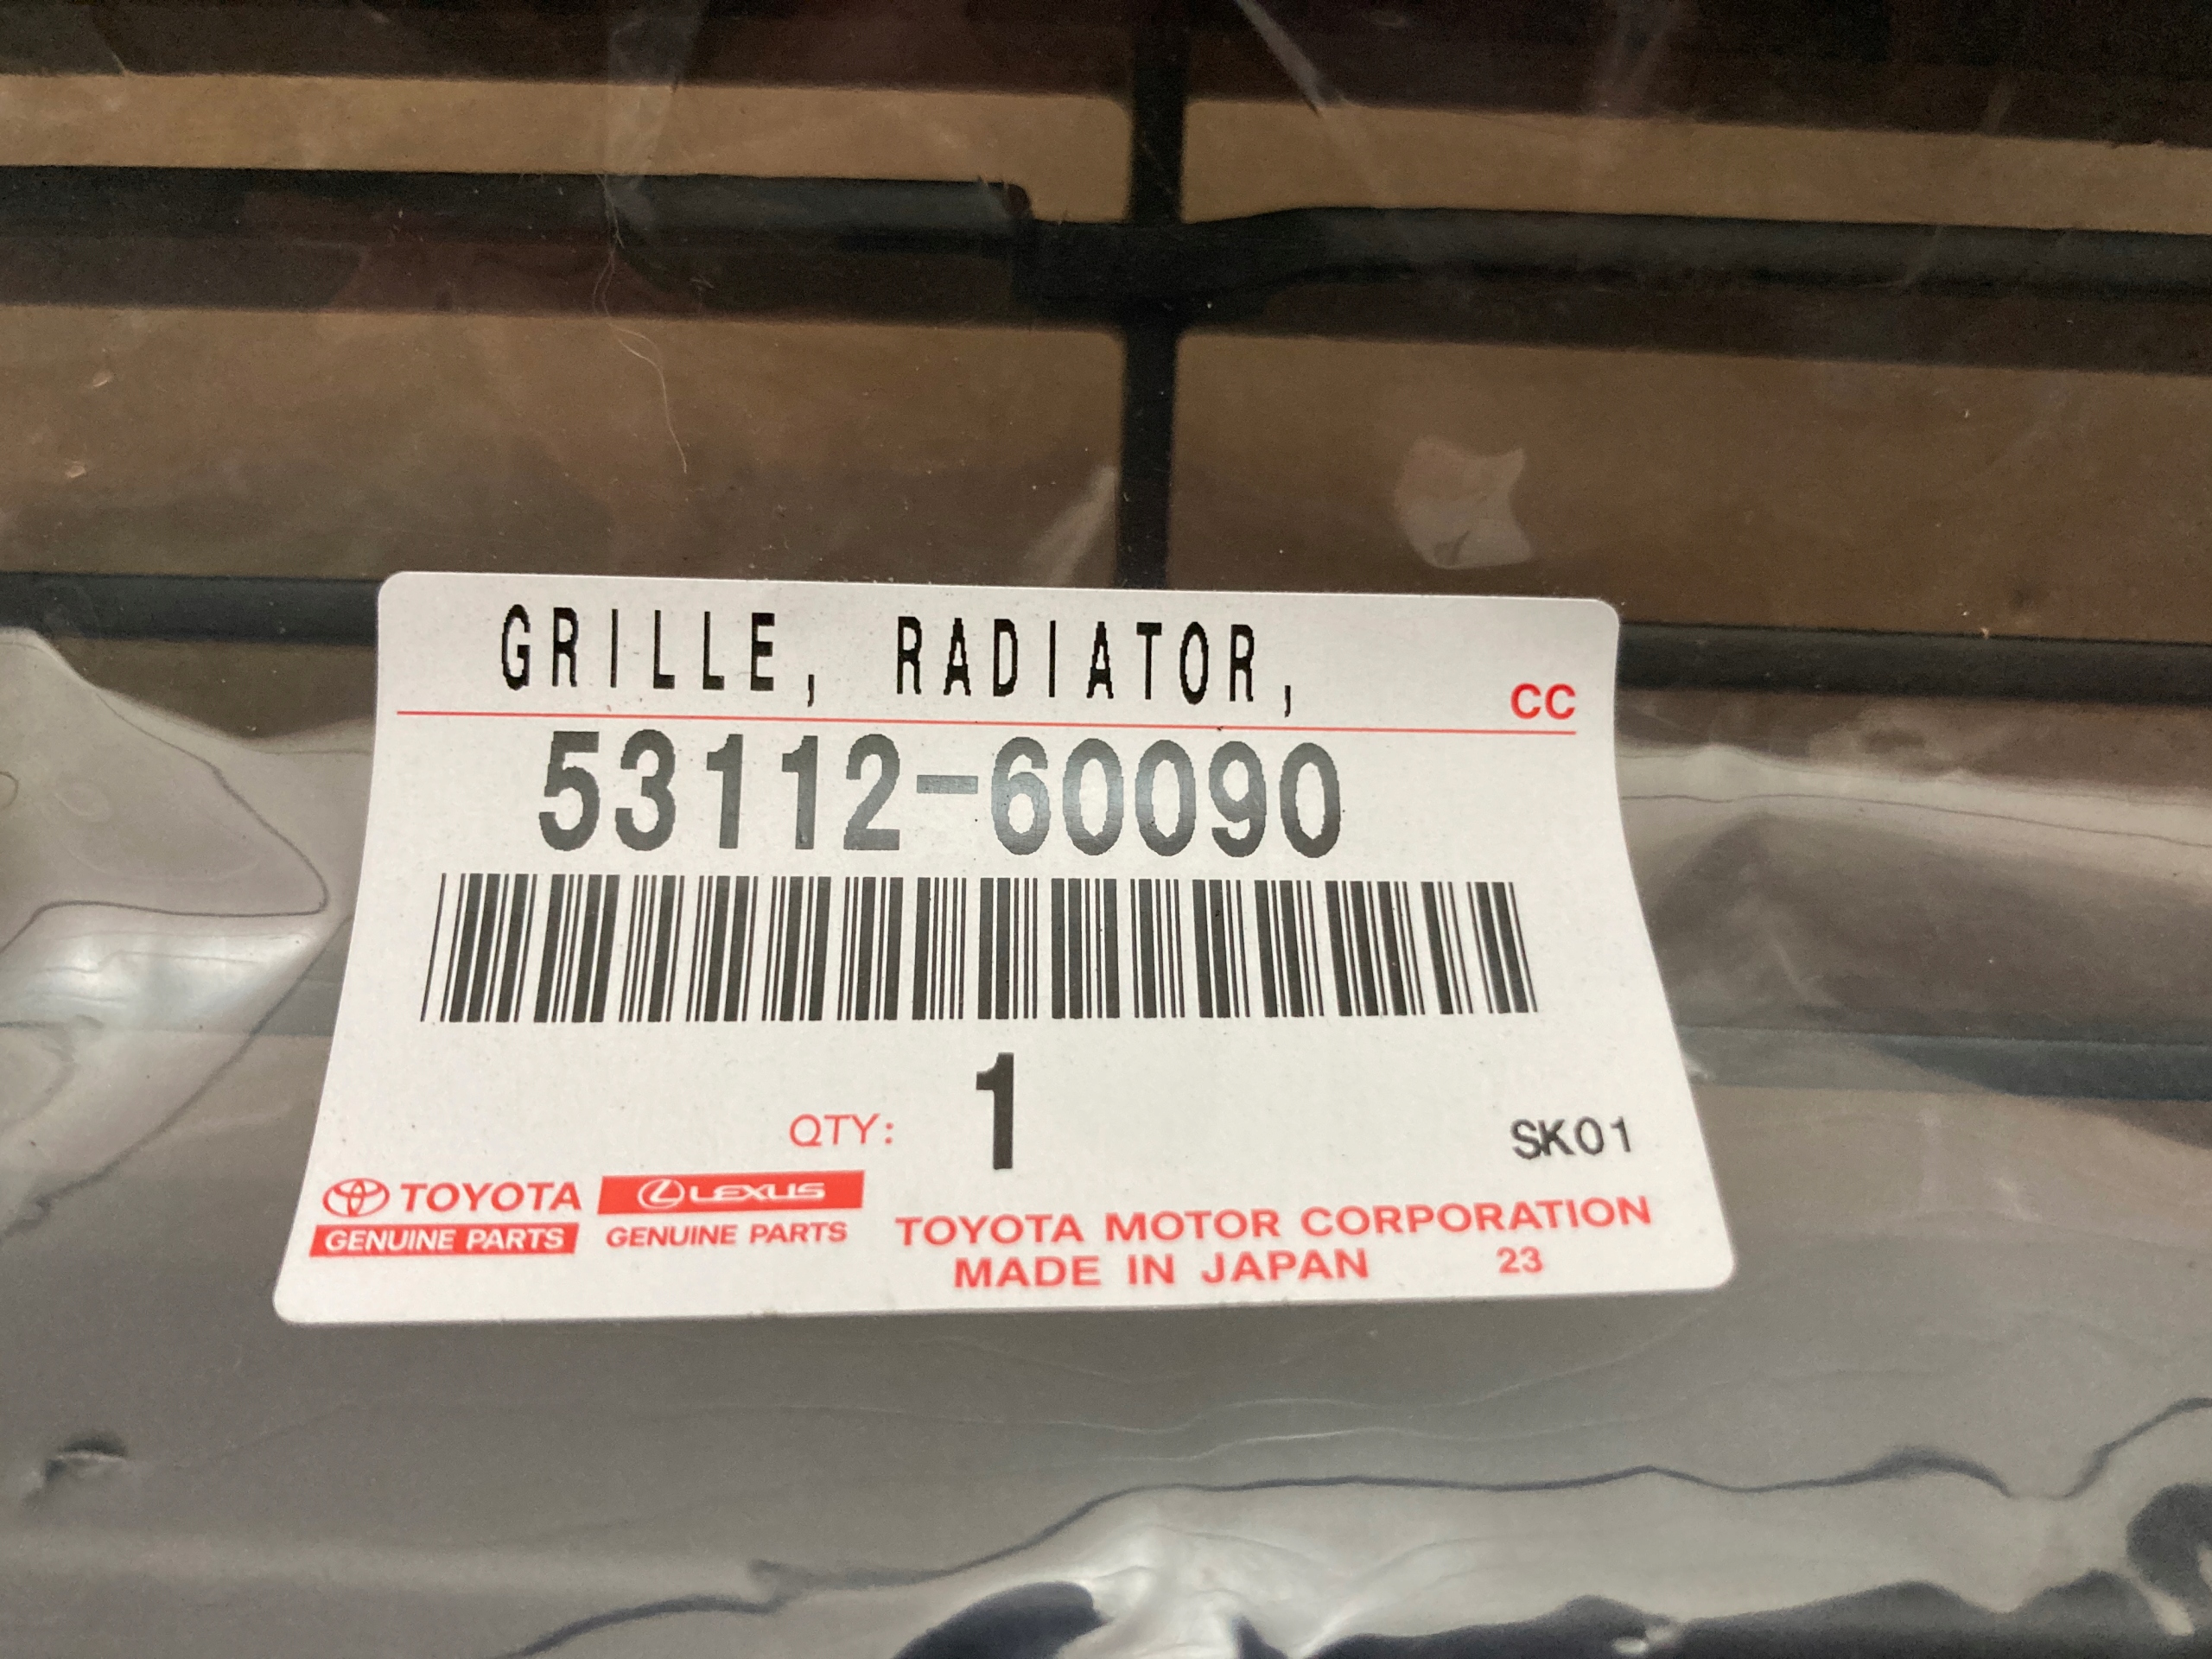 GRILLE, RADIATOR,
CC
53112-60090
QTY: 1
SK01
TOYOTA
GENUINE PARTS
LEXUS
GENUINE PARTS
TOYOTA MOTOR CORPORATION
MADE IN JAPAN 23